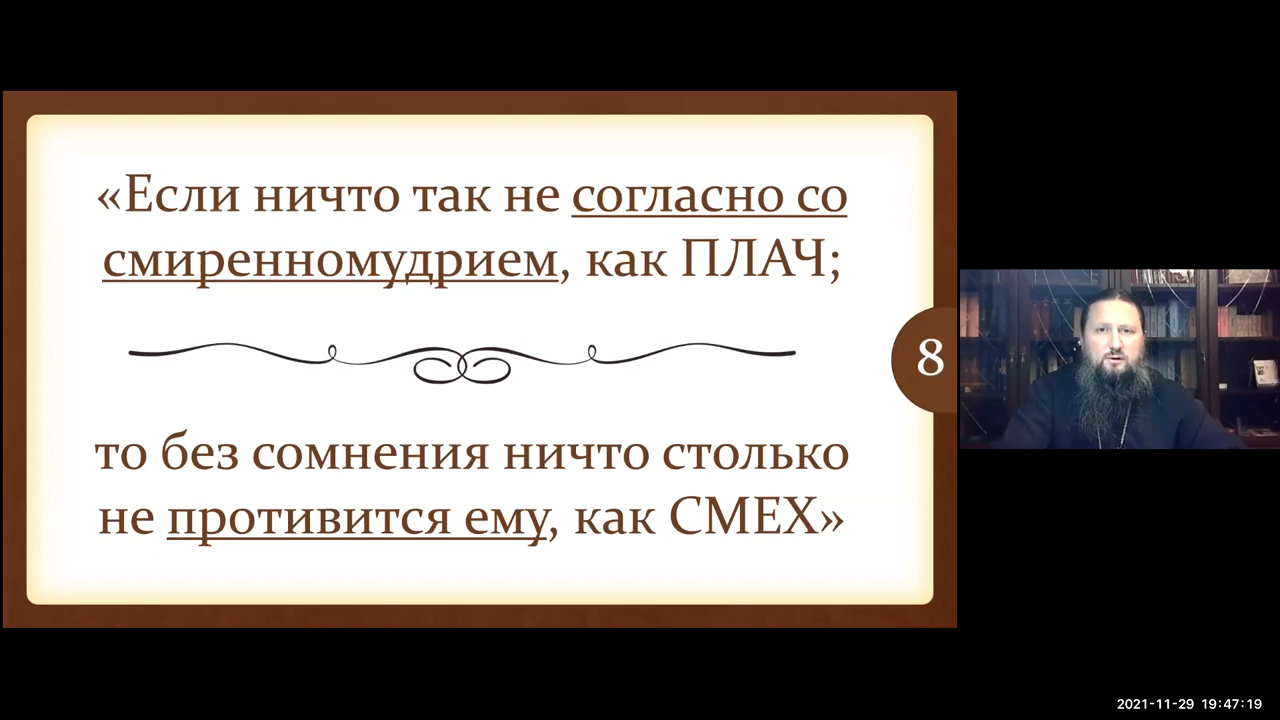 «Если ничто так не согласно со
смиренномудрием, как ПЛАЧ;
8
то без сомнения ничто столько
не противится ему, как СМЕХ»
2021-11-29 19:47:19